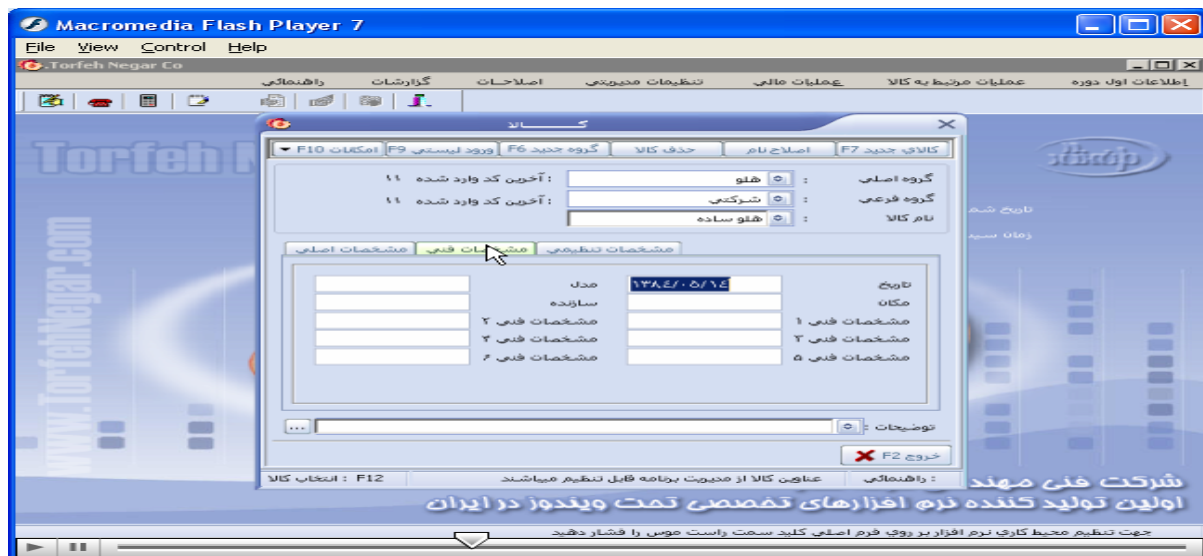 Macromedia Flash Player 7
File View Control Help
Torfeh Negar Co.
اطلاعات اول دوره عملیات مرتبط به کالا عملیات مالی تنظیمات مدیریتی اصلاحات گزارشات راهنمائی
کالا
کالای جدید F7 اصلاح نام حذف کالا گروه جدید F6 ورود لیستی F9 امکانات F10
گروه اصلی : هلو آخرین کد وارد شده : ۱۱
گروه فرعی : شرکتی آخرین کد وارد شده : ۱۱
نام کالا : هلو ساده
مشخصات تنظیمی مشخصات فنی مشخصات اصلی
تاریخ ۱۳۸٤/۰۵/۱٤ مدل
مکان سازنده
مشخصات فنی ۱ مشخصات فنی ۲
مشخصات فنی ۳ مشخصات فنی ۴
مشخصات فنی ۵ مشخصات فنی ۶
توضیحات : ...
خروج F2
راهنمائی : عناوین کالا از مدیریت برنامه قابل تنظیم میباشند F12 : انتخاب کالا
Torfeh N
www.TorfehNegar.com
تاریخ
زمان
شرکت فنی مهند
اولین تولید کننده نرم افزارهای تخصصی تحت ویندوز در ایران
جهت تنظیم محیط کاری نرم افزار بر روی فرم اصلی کلید سمت راست موس را فشار دهید